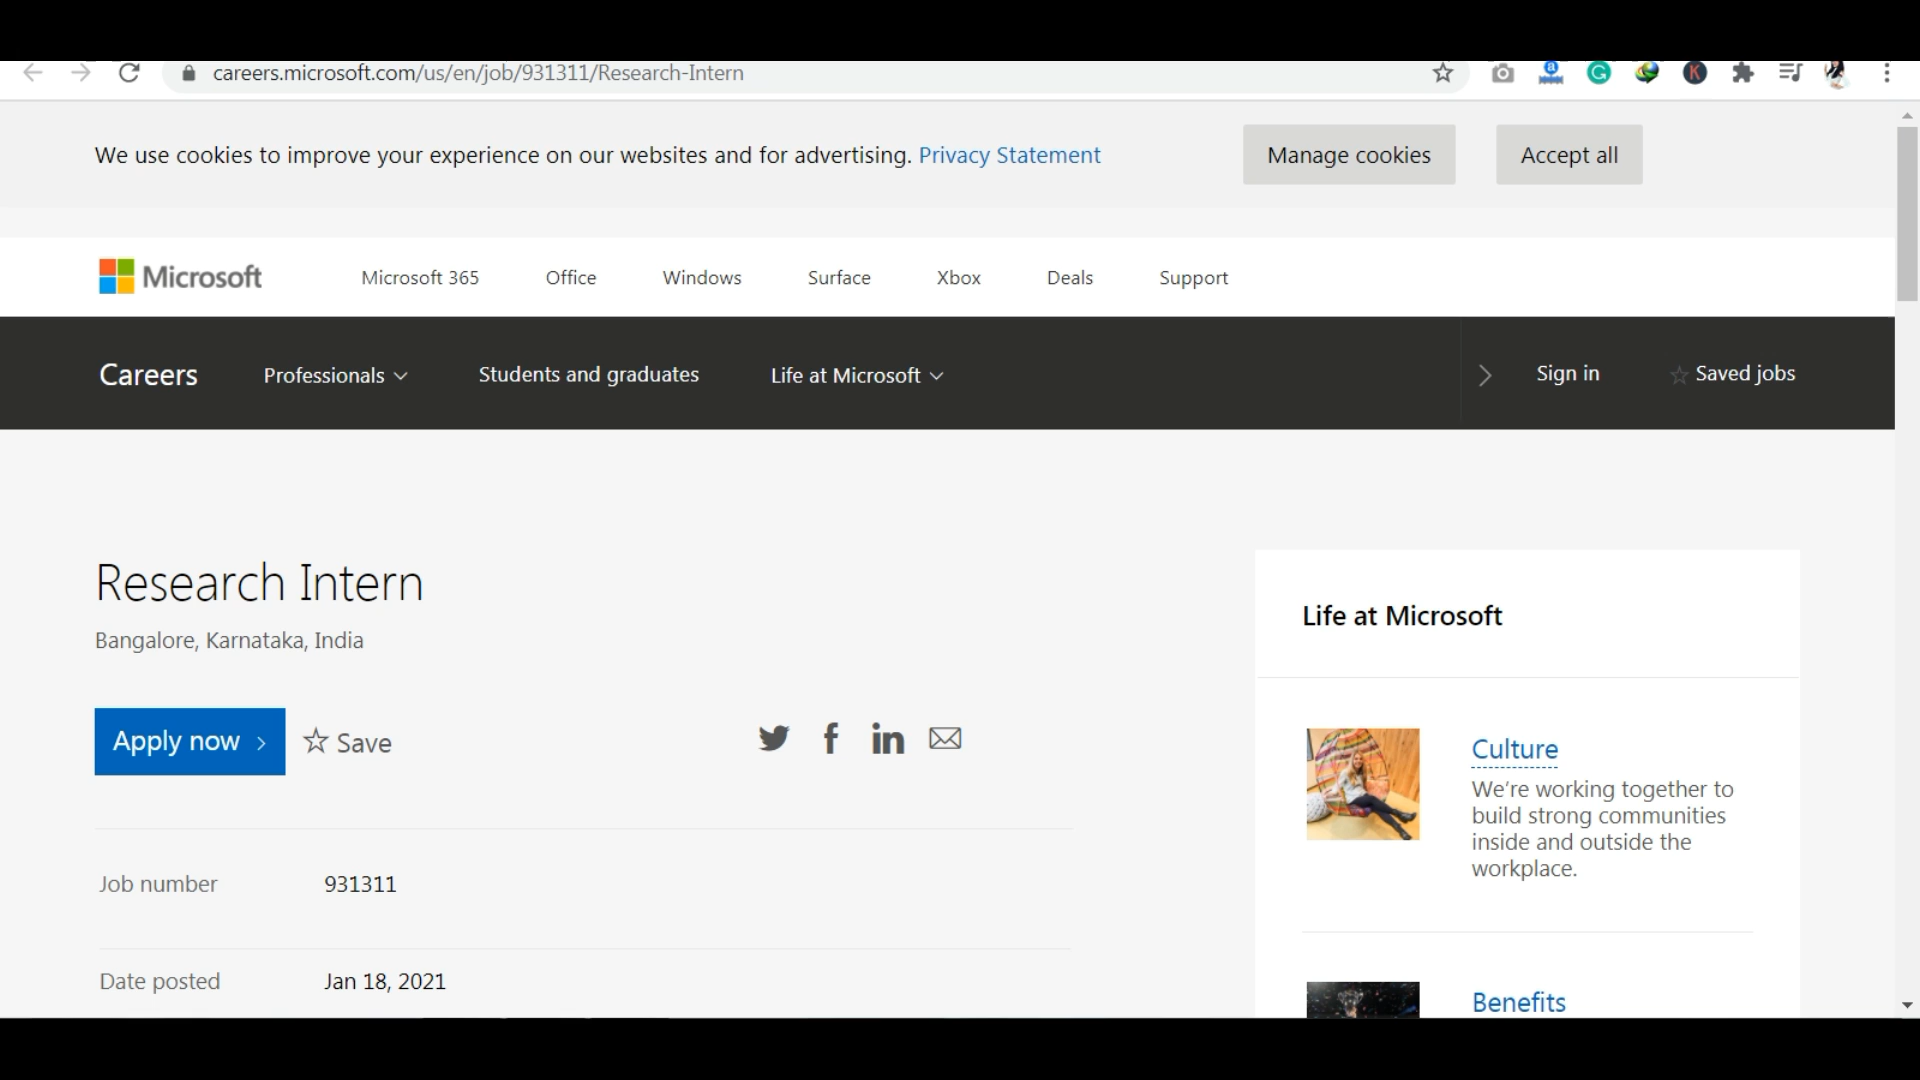 careers.microsoft.com/us/en/job/931311/Research-Intern
We use cookies to improve your experience on our websites and for advertising. Privacy Statement
Manage cookies
Accept all
Microsoft
Microsoft 365
Office
Windows
Surface
Xbox
Deals
Support
Careers
Professionals
Students and graduates
Life at Microsoft
Sign in
Saved jobs
Research Intern
Bangalore, Karnataka, India
Apply now
Save
Job number
931311
Date posted
Jan 18, 2021
Life at Microsoft
Culture
We’re working together to
build strong communities
inside and outside the
workplace.
Benefits